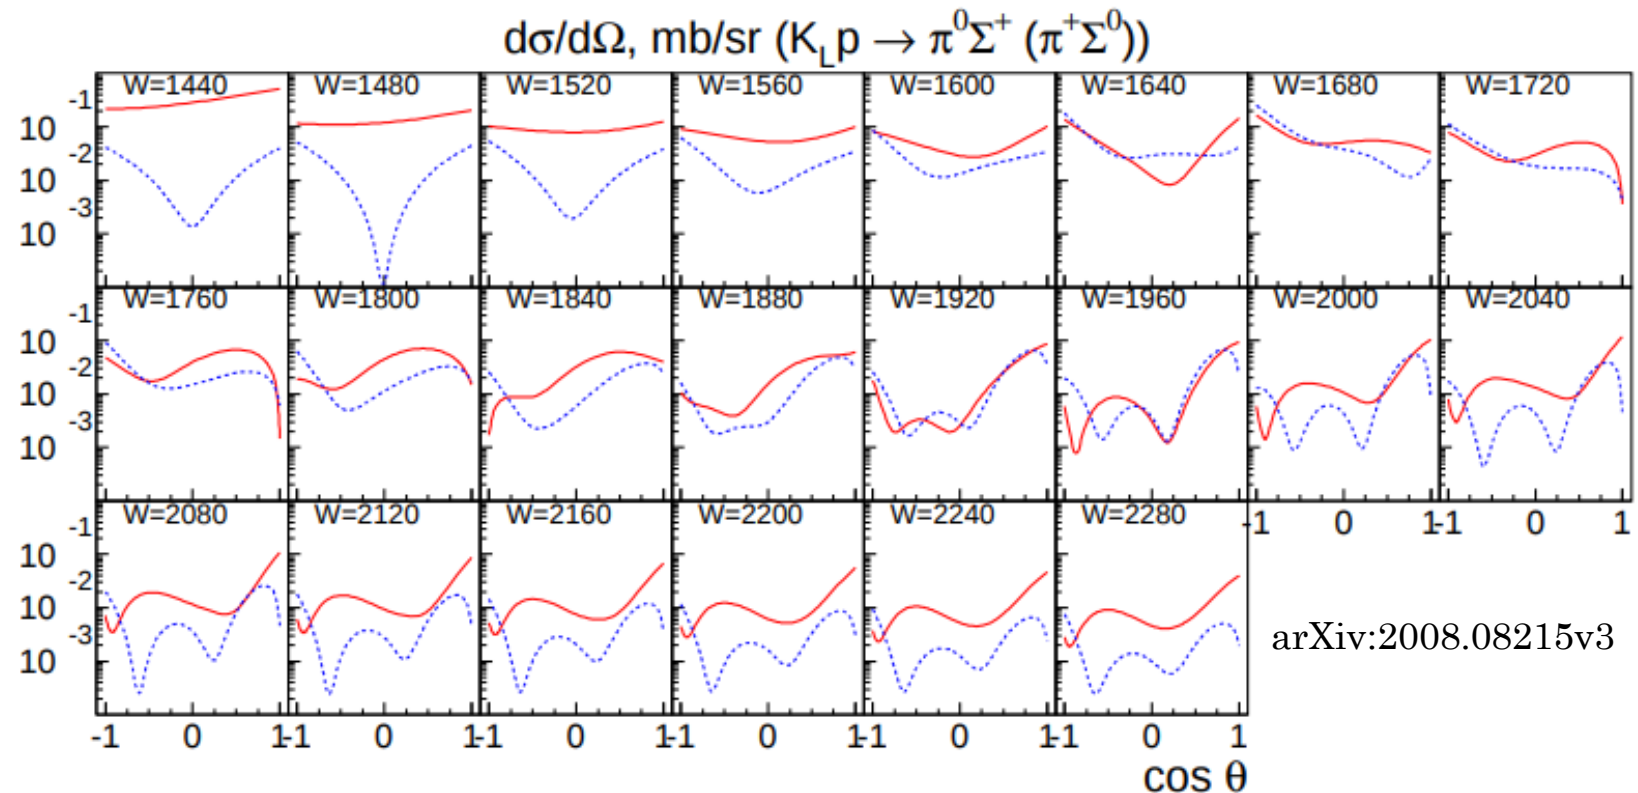 dσ/dΩ, mb/sr (K_L p → π⁰Σ⁺ (π⁺Σ⁰))
W=1440 W=1480 W=1520 W=1560 W=1600 W=1640 W=1680 W=1720
10⁻¹
10⁻²
10⁻³
W=1760 W=1800 W=1840 W=1880 W=1920 W=1960 W=2000 W=2040
10⁻¹
10⁻²
10⁻³
-1 0 1 -1 0 1
W=2080 W=2120 W=2160 W=2200 W=2240 W=2280
10⁻¹
10⁻²
10⁻³
arXiv:2008.08215v3
-1 0 1 -1 0 1 -1 0 1 -1 0 1 -1 0 1 -1 0 1
cos θ